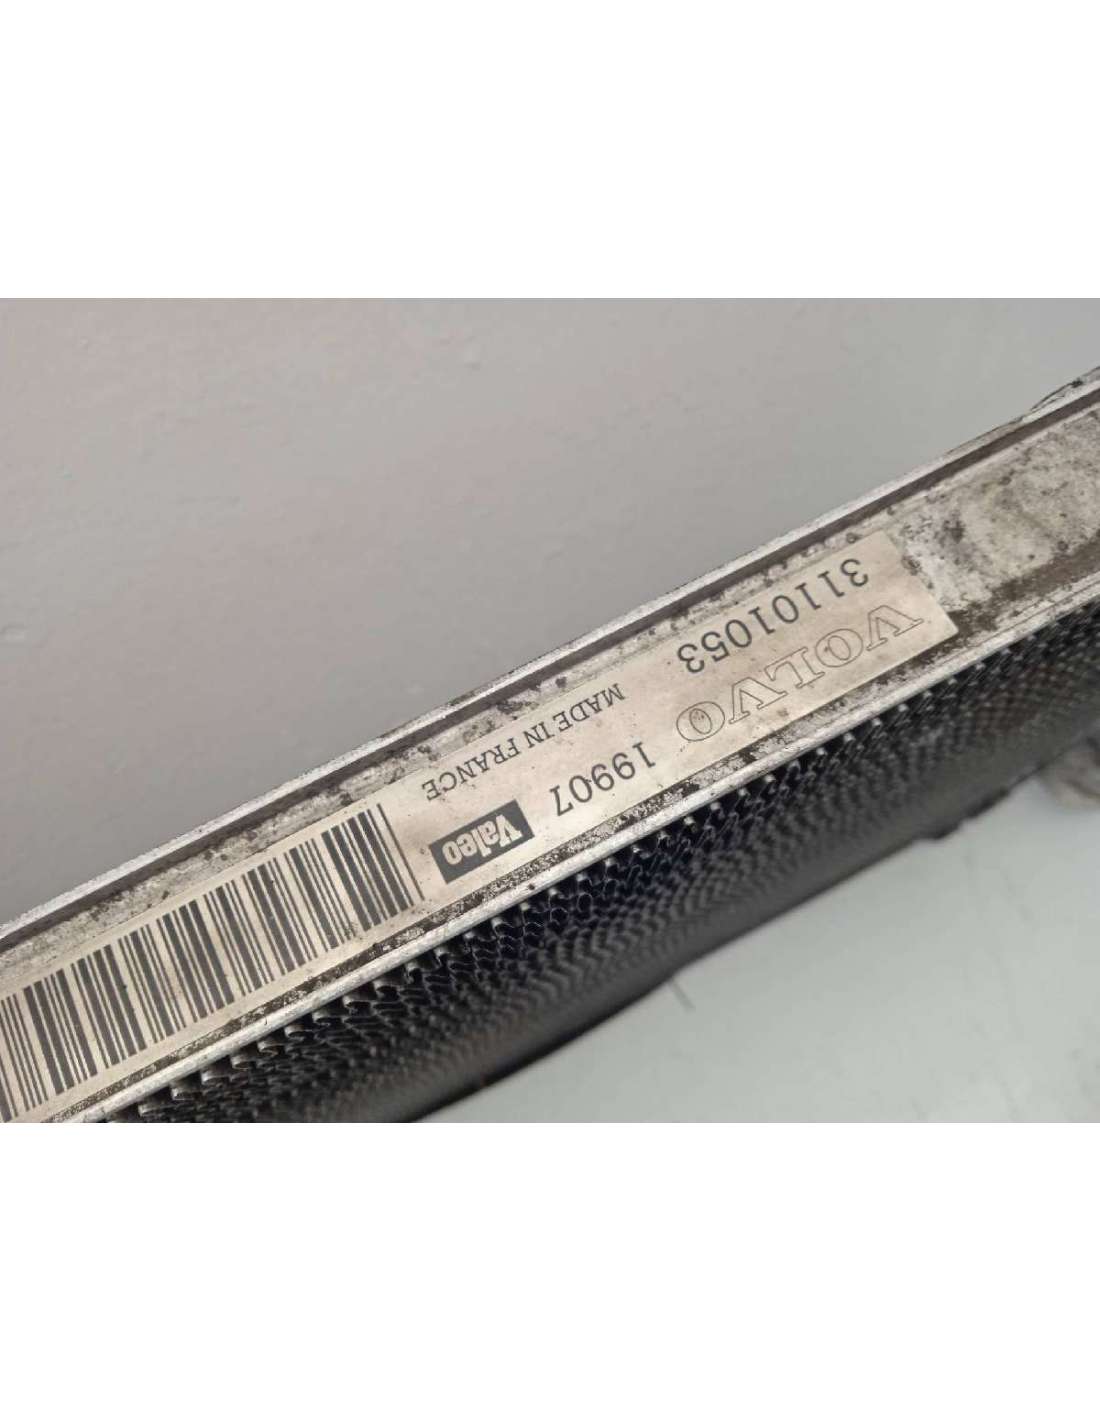 VOLVO
31101053
19907
MADE IN FRANCE
Valeo